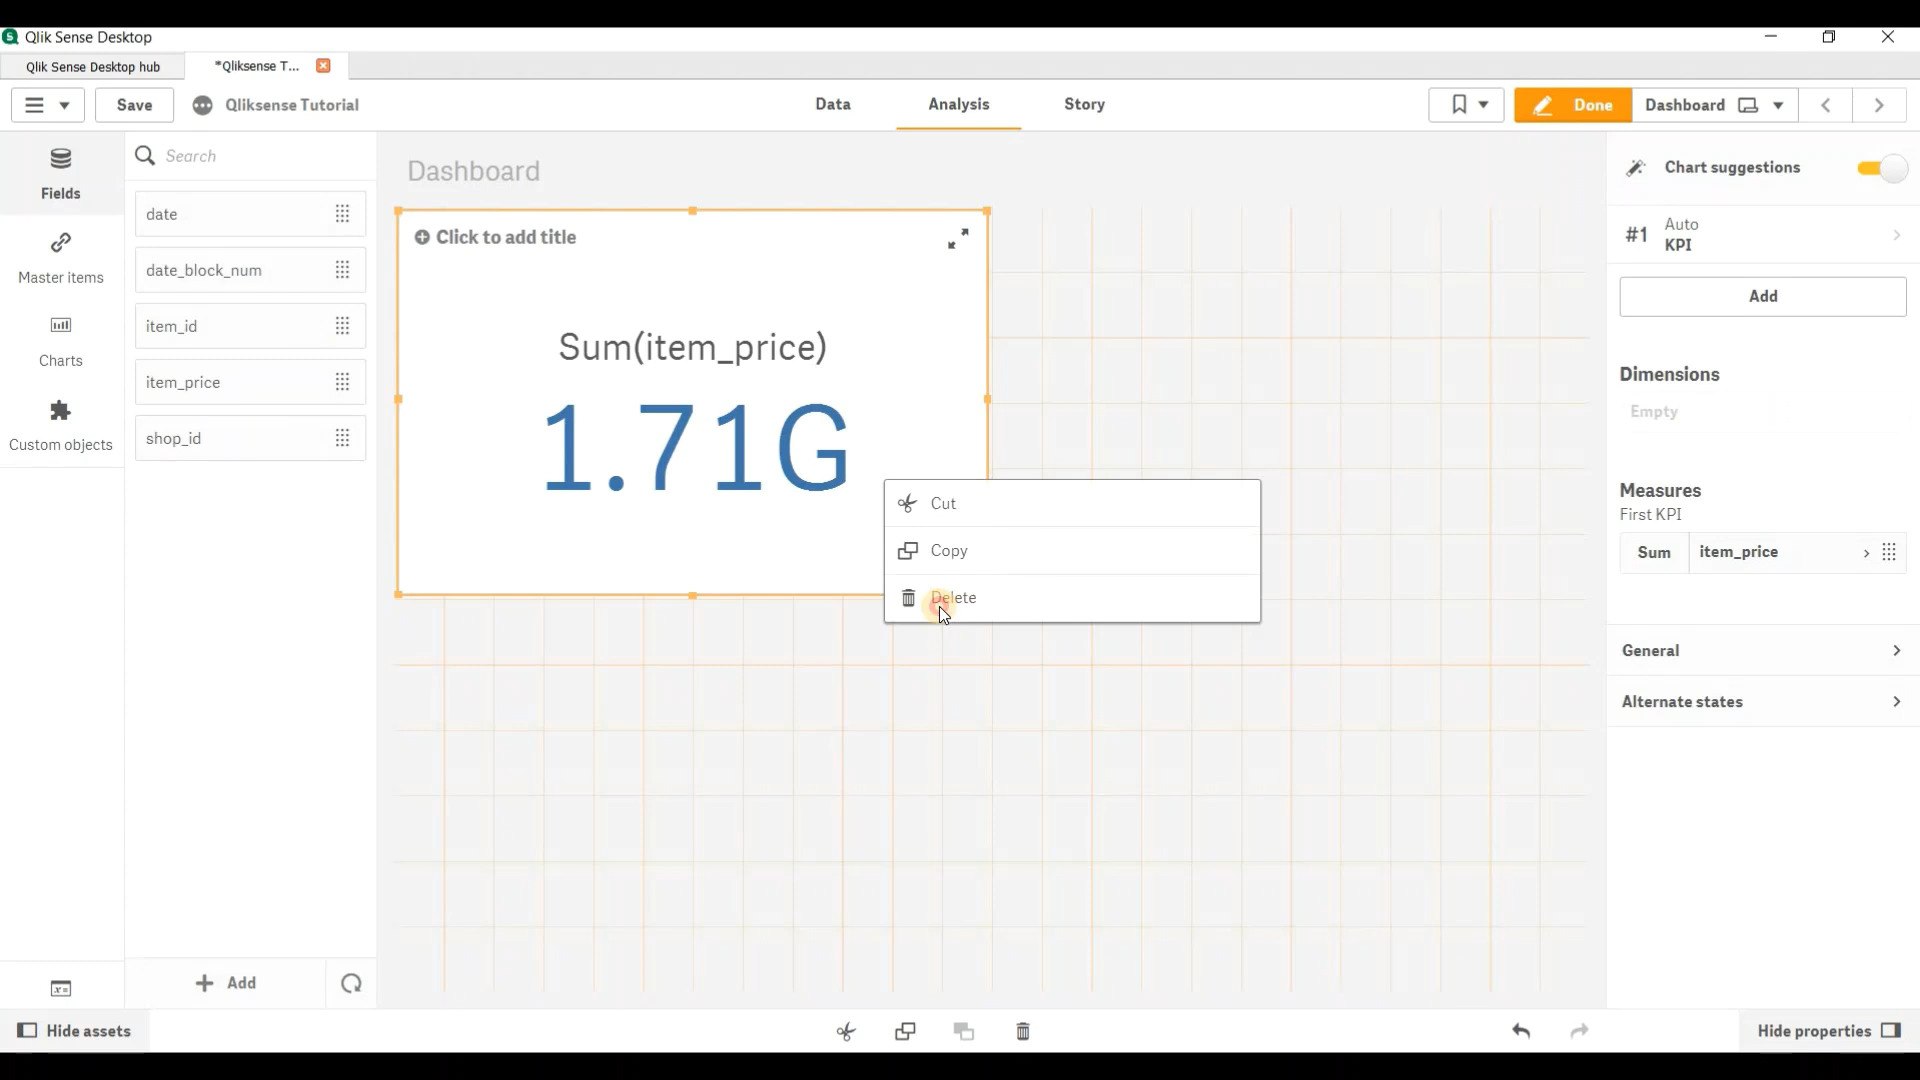 Qlik Sense Desktop
Qlik Sense Desktop hub
*Qliksense T...
Save
Qliksense Tutorial
Data
Analysis
Story
Done
Dashboard
Fields
Master items
Charts
Custom objects
Search
date
date_block_num
item_id
item_price
shop_id
Add
Hide assets
Dashboard
Click to add title
Sum(item_price)
1.71G
Cut
Copy
Delete
Chart suggestions
#1
Auto
KPI
Add
Dimensions
Empty
Measures
First KPI
Sum item_price
General
Alternate states
Hide properties